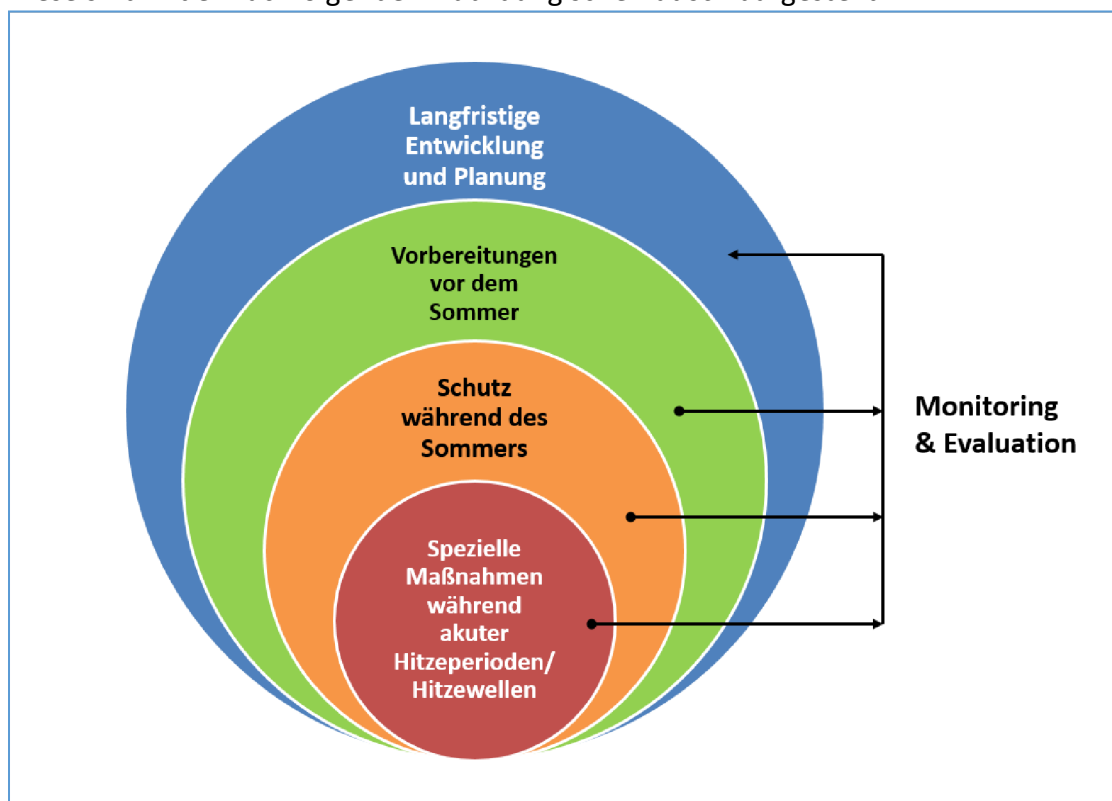 Langfristige
Entwicklung
und Planung
Vorbereitungen
vor dem
Sommer
Schutz
während des
Sommers
Spezielle
Maßnahmen
während
akuter
Hitzeperioden/
Hitzewellen
Monitoring
& Evaluation